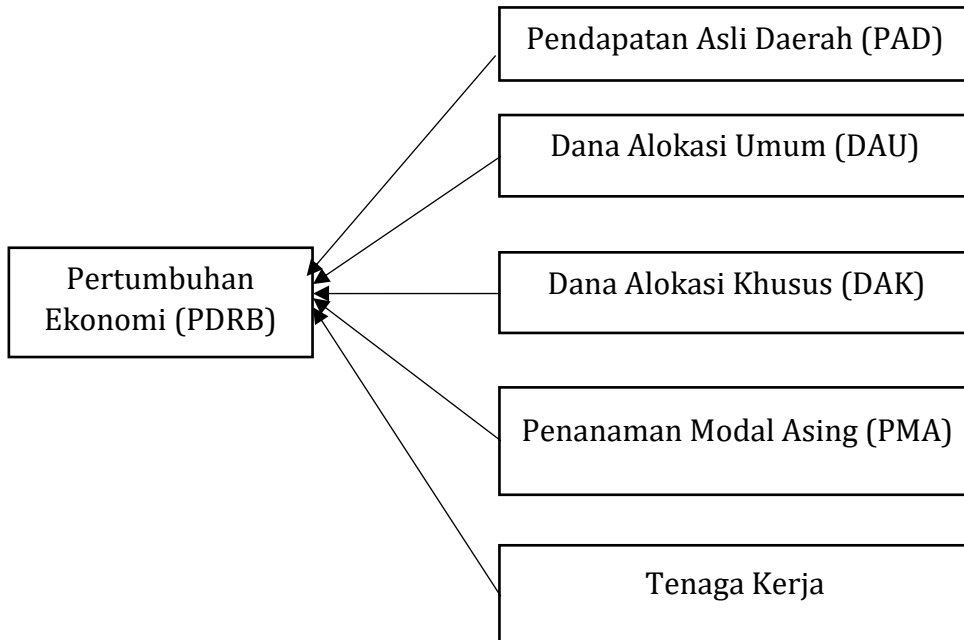 Pendapatan Asli Daerah (PAD)
Dana Alokasi Umum (DAU)
Pertumbuhan
Ekonomi (PDRB)
Dana Alokasi Khusus (DAK)
Penanaman Modal Asing (PMA)
Tenaga Kerja